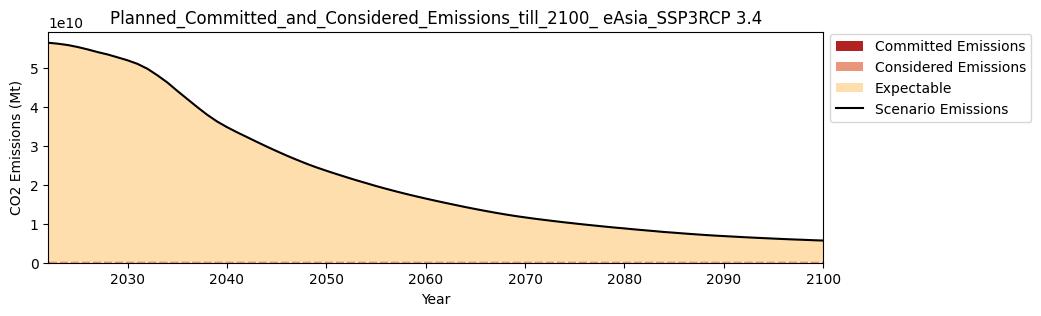 Planned_Committed_and_Considered_Emissions_till_2100_ eAsia_SSP3RCP 3.4
1e10
Committed Emissions
Considered Emissions
Expectable
Scenario Emissions
CO2 Emissions (Mt)
5
4
3
2
1
0
2030 2040 2050 2060 2070 2080 2090 2100
Year